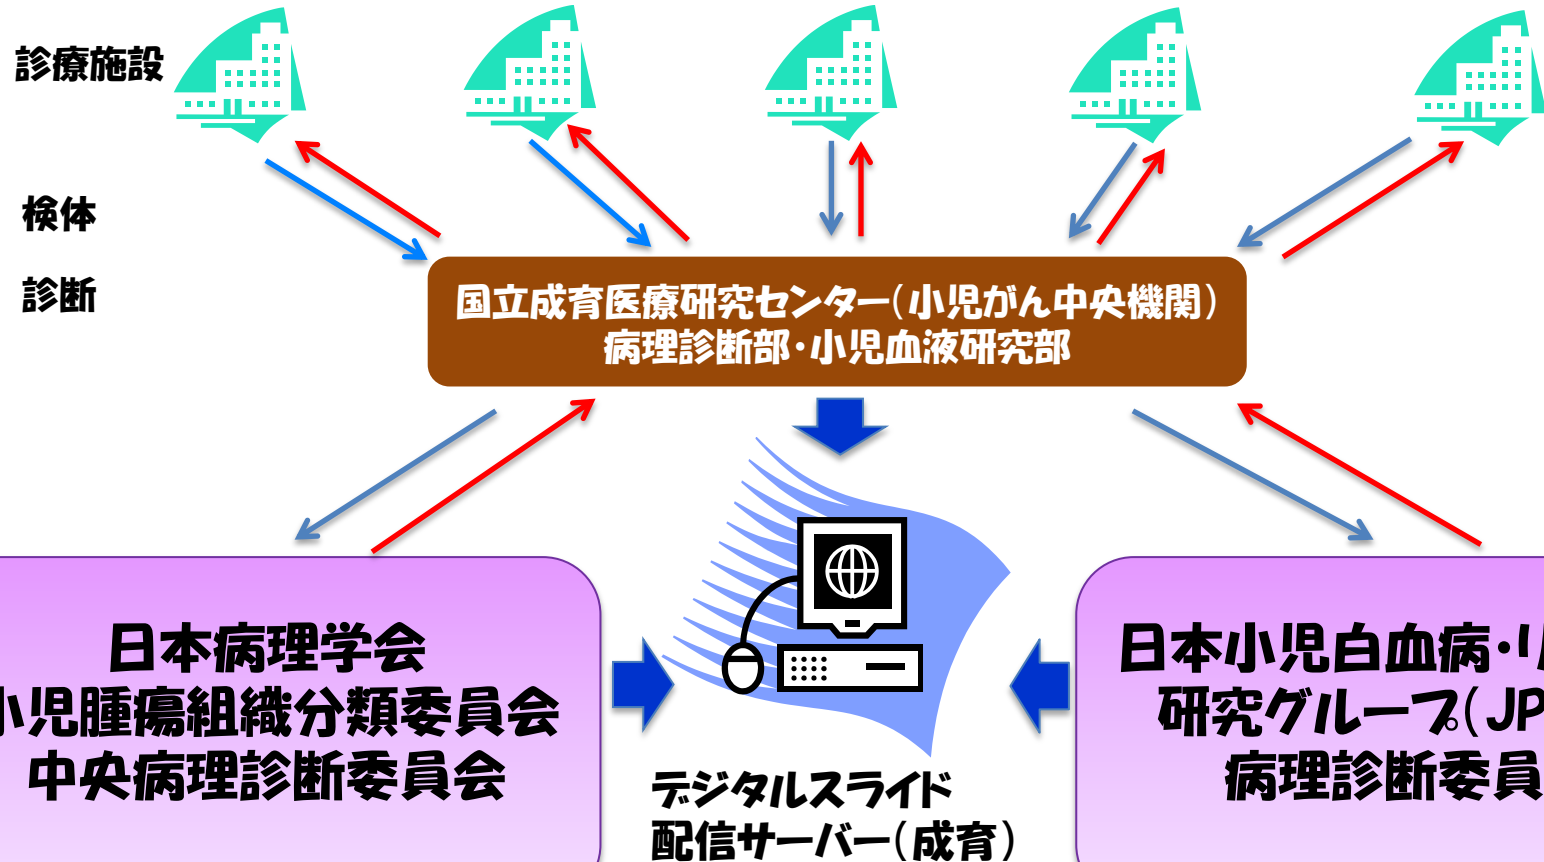 診療施設
検体
診断
国立成育医療研究センター(小児がん中央機関)
病理診断部・小児血液研究部
日本病理学会
小児腫瘍組織分類委員会
中央病理診断委員会
日本小児白血病・リ
研究グループ(JP
病理診断委員
デジタルスライド
配信サーバー(成育)